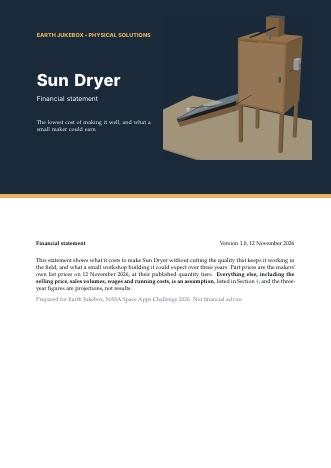 EARTH JUKEBOX • PHYSICAL SOLUTIONS
Sun Dryer
Financial statement
The lowest cost of making it well, and what a
small maker could earn
Financial statement Version 1.0, 12 November 2026
This statement shows what it costs to make Sun Dryer without cutting the quality that keeps it working in
the field, and what a small workshop building it could expect over three years. Part prices are the makers'
own list prices on 12 November 2026, at their published quantity tiers. Everything else, including the
selling price, sales volumes, wages and running costs, is an assumption, listed in Section 4, and the three-
year figures are projections, not results.
Prepared for Earth Jukebox, NASA Space Apps Challenge 2026. Not financial advice.